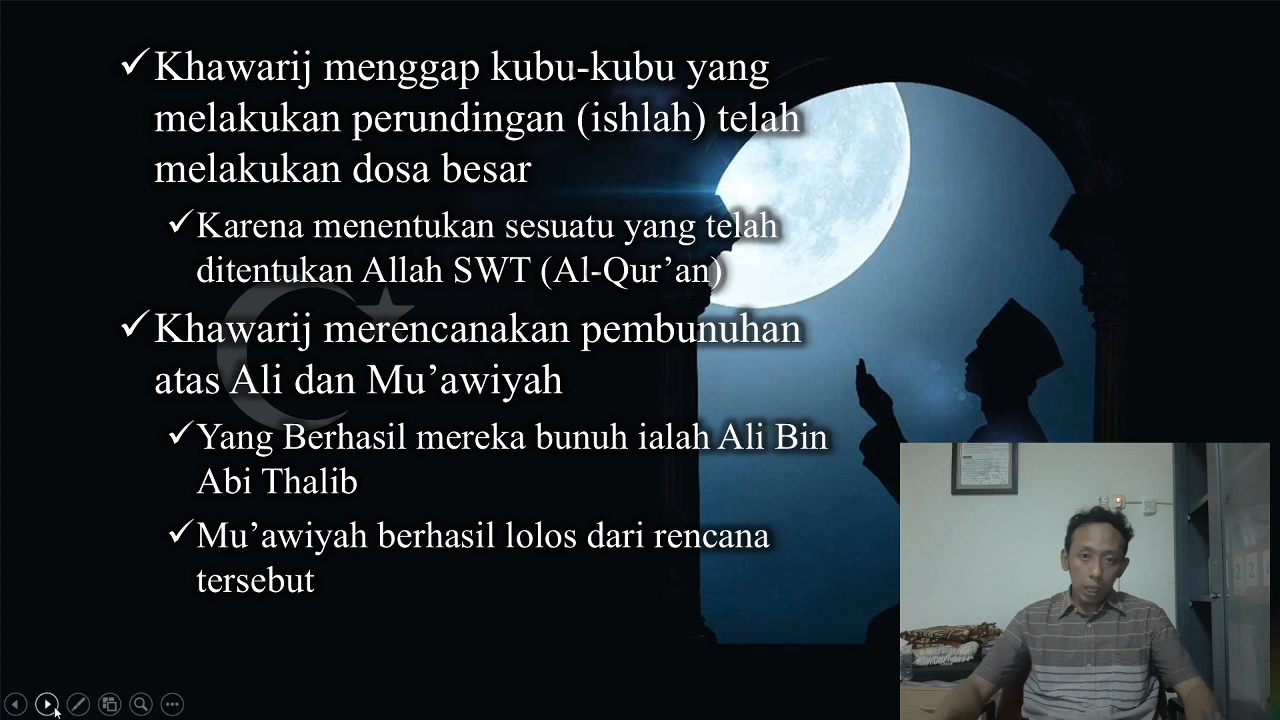 Khawarij menggap kubu-kubu yang
melakukan perundingan (ishlah) telah
melakukan dosa besar
Karena menentukan sesuatu yang telah
ditentukan Allah SWT (Al-Qur’an)
Khawarij merencanakan pembunuhan
atas Ali dan Mu’awiyah
Yang Berhasil mereka bunuh ialah Ali Bin
Abi Thalib
Mu’awiyah berhasil lolos dari rencana
tersebut